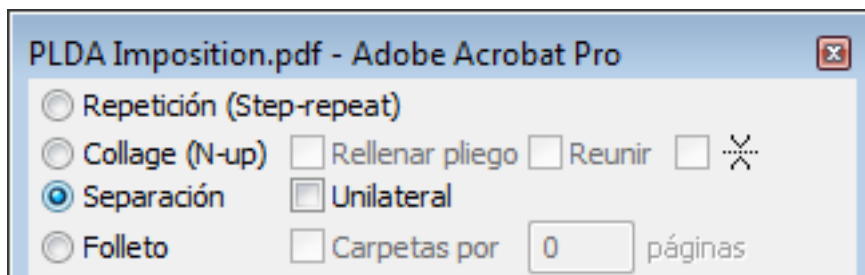 PLDA Imposition.pdf - Adobe Acrobat Pro
Repetición (Step-repeat)
Collage (N-up) Rellenar pliego Reunir
Separación Unilateral
Folleto Carpetas por 0 páginas